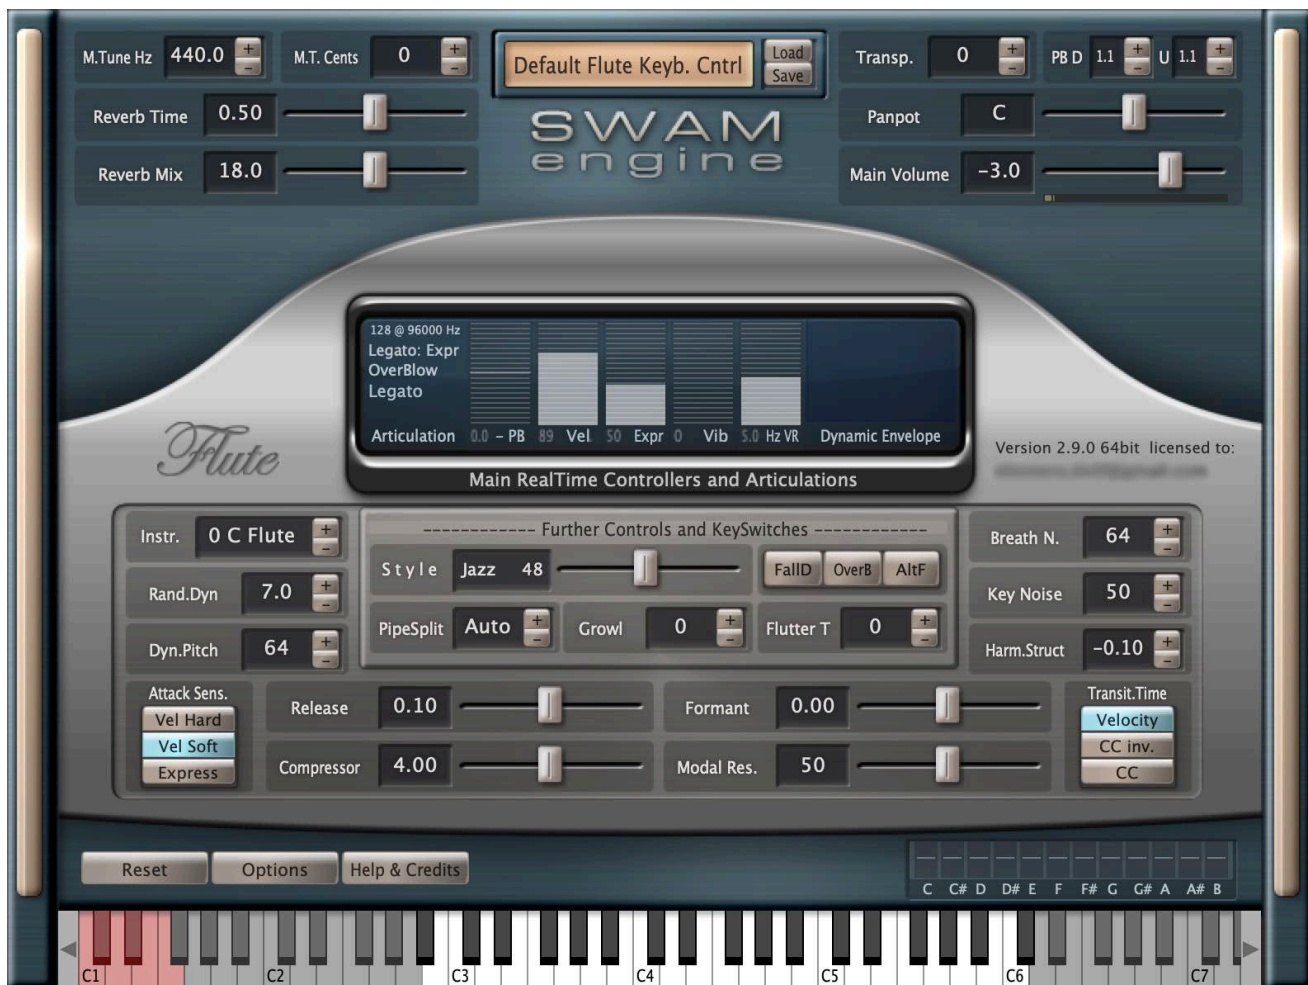 M.Tune Hz 440.0 + -
M.T. Cents 0 + -
Default Flute Keyb. Cntrl
Load
Save
Transp. 0 + -
PB D 1.1 + - U 1.1 + -
Reverb Time 0.50
SWAM
engine
Panpot C
Reverb Mix 18.0
Main Volume -3.0
128 @ 96000 Hz
Legato: Expr
OverBlow
Legato
Articulation 0.0 - PB 89 Vel 50 Expr 0 Vib 5.0 Hz VR Dynamic Envelope
Flute
Version 2.9.0 64bit licensed to:
Main RealTime Controllers and Articulations
Instr. 0 C Flute + -
------------ Further Controls and KeySwitches ------------
Breath N. 64 + -
Style Jazz 48
FallD OverB AltF
Rand.Dyn 7.0 + -
Key Noise 50 + -
PipeSplit Auto + -
Growl 0 + -
Flutter T 0 + -
Dyn.Pitch 64 + -
Harm.Struct -0.10 + -
Attack Sens.
Vel Hard
Vel Soft
Express
Release 0.10
Formant 0.00
Compressor 4.00
Modal Res. 50
Transit.Time
Velocity
CC inv.
CC
Reset Options Help & Credits
C C# D D# E F F# G G# A A# B
C1 C2 C3 C4 C5 C6 C7